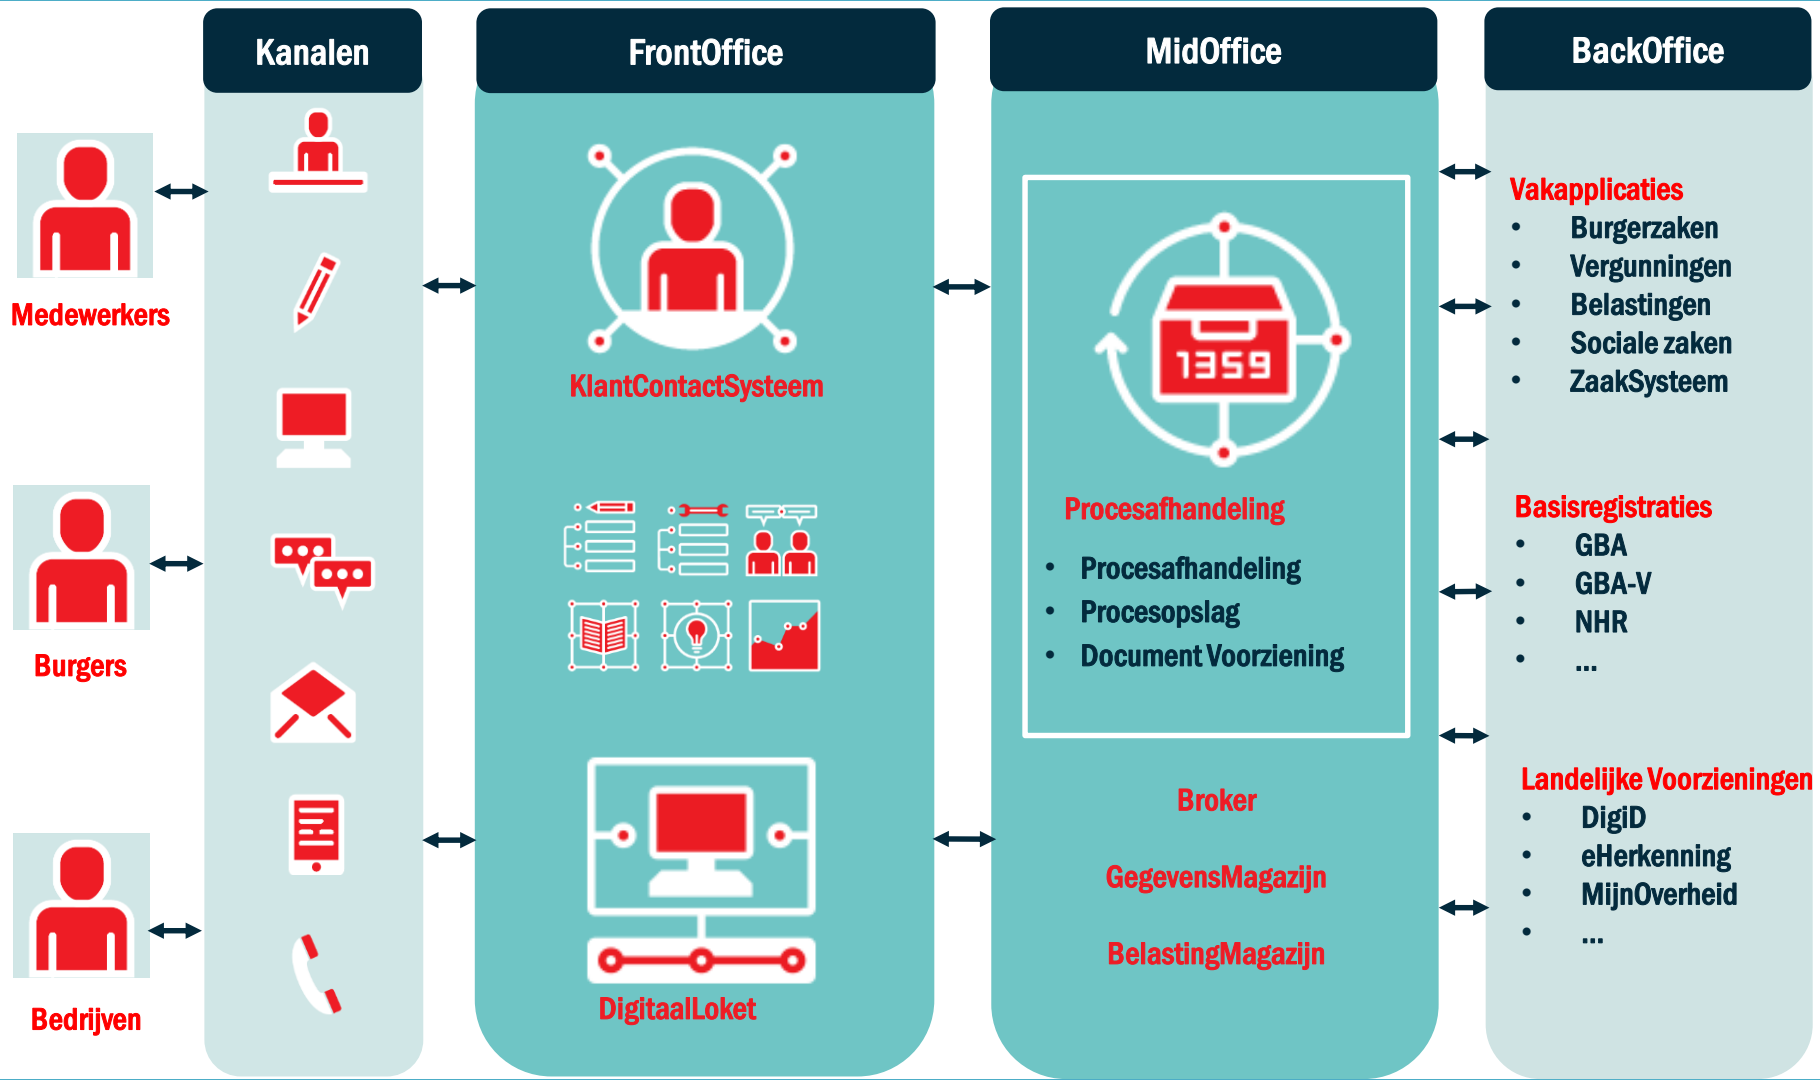 Kanalen
FrontOffice
MidOffice
BackOffice
Medewerkers
Burgers
Bedrijven
KlantContactSysteem
DigitaalLoket
1359
Procesafhandeling
• Procesafhandeling
• Procesopslag
• Document Voorziening
Broker
GegevensMagazijn
BelastingMagazijn
Vakapplicaties
• Burgerzaken
• Vergunningen
• Belastingen
• Sociale zaken
• ZaakSysteem
Basisregistraties
• GBA
• GBA-V
• NHR
• ...
Landelijke Voorzieningen
• DigiD
• eHerkenning
• MijnOverheid
• ...